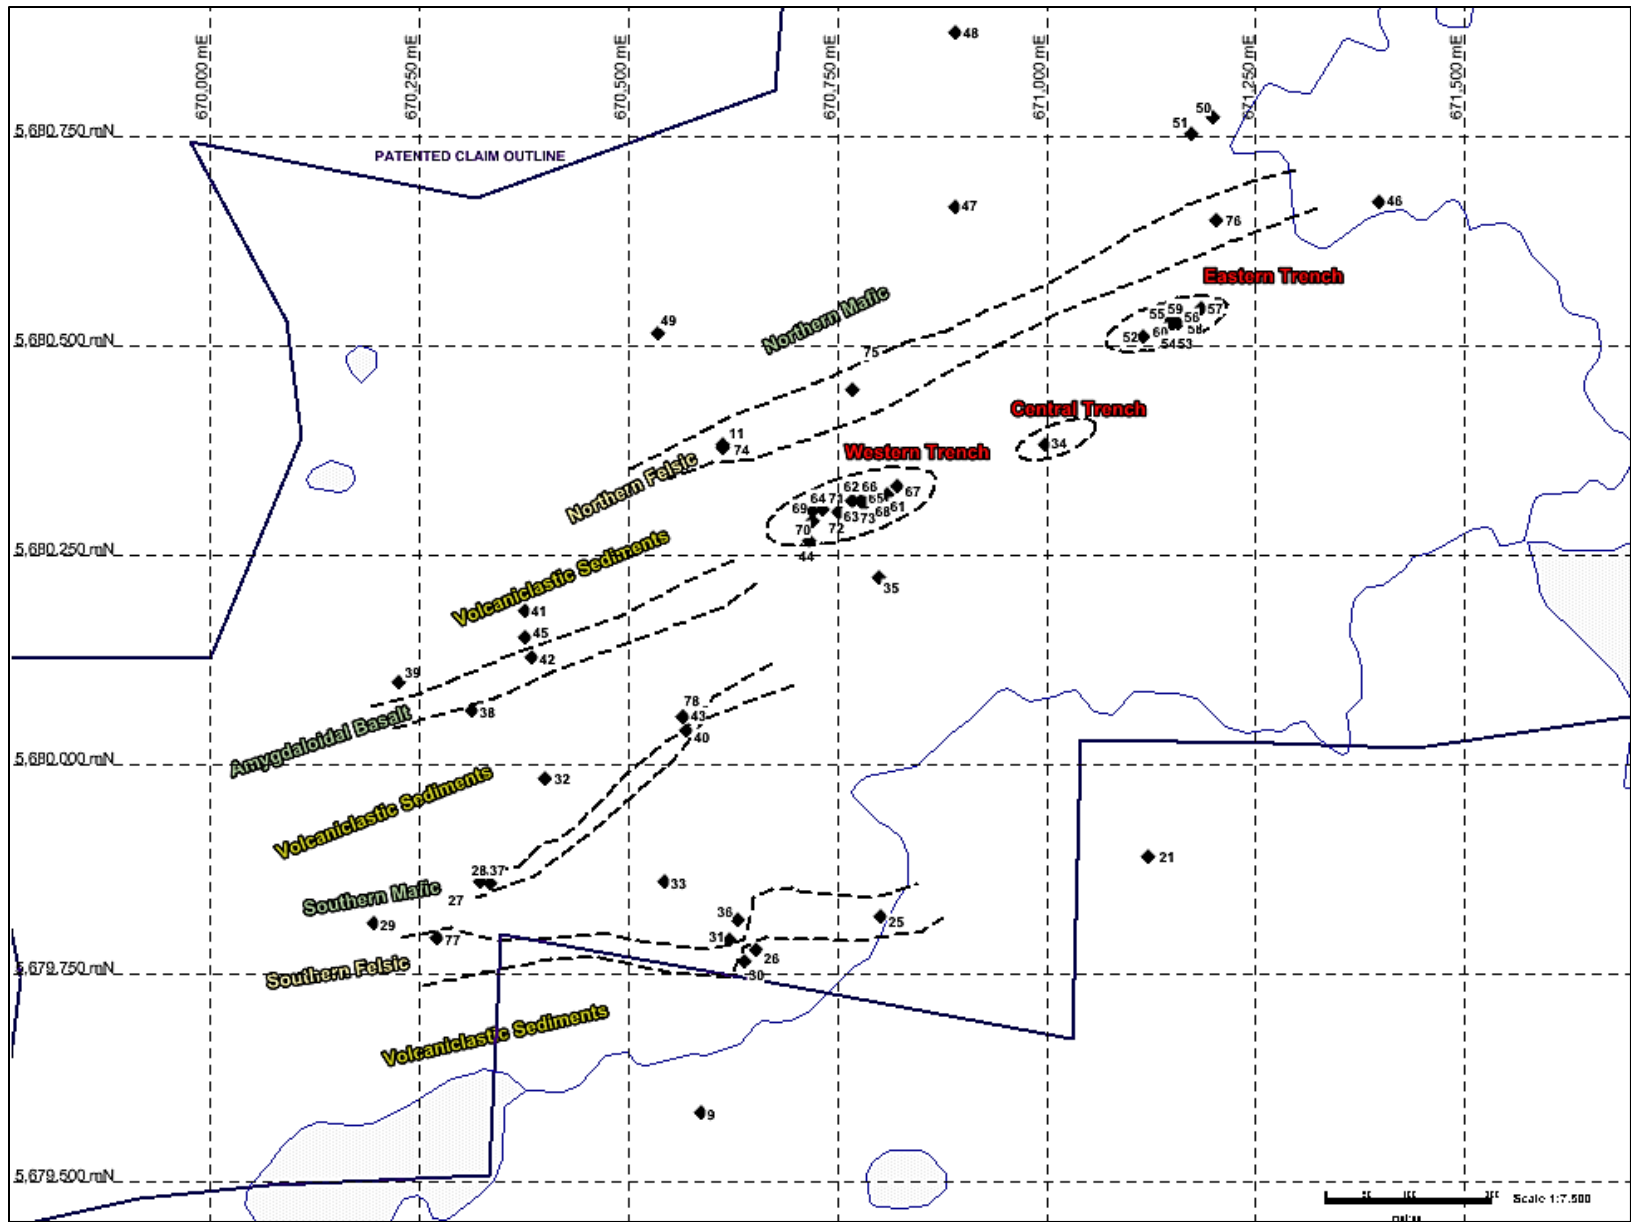 670,000 mE
670,250 mE
670,500 mE
670,750 mE
671,000 mE
671,250 mE
671,500 mE
48
50
51
5,680,750 mN
PATENTED CLAIM OUTLINE
46
47
76
Eastern Trench
Northern Mafic
49
55 59 57
56
52 60 58
54 53
5,680,500 mN
75
Central Trench
11
74
34
Western Trench
Northern Felsic
62 66
67
64 71 65
69
63 73 68 61
70 72
44
5,680,250 mN
Volcaniclastic Sediments
35
41
45
42
39
38
78
43
40
Amygdaloidal Basalt
5,680,000 mN
32
Volcaniclastic Sediments
21
28 37
33
Southern Mafic
27
36
25
29
77
31
26
30
Southern Felsic
5,679,750 mN
Volcaniclastic Sediments
9
5,679,500 mN
Scale 1:7,500